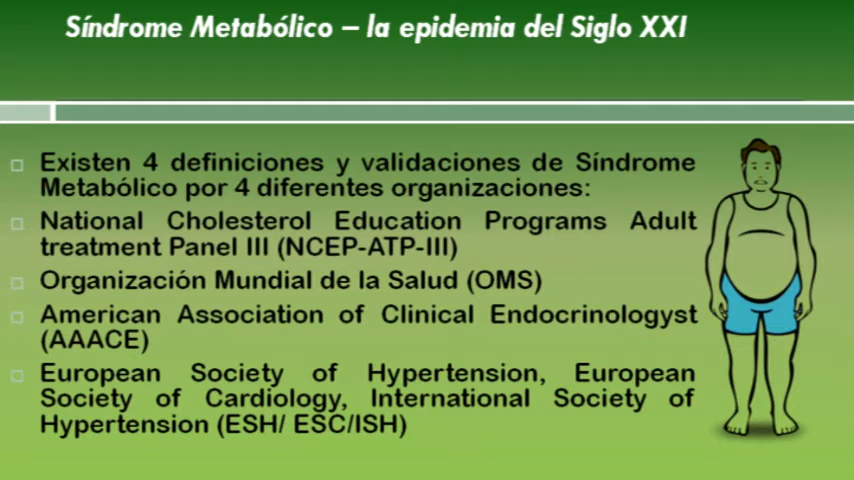 Síndrome Metabólico – la epidemia del Siglo XXI
Existen 4 definiciones y validaciones de Síndrome
Metabólico por 4 diferentes organizaciones:
National Cholesterol Education Programs Adult
treatment Panel III (NCEP-ATP-III)
Organización Mundial de la Salud (OMS)
American Association of Clinical Endocrinologyst
(AAACE)
European Society of Hypertension, European
Society of Cardiology, International Society of
Hypertension (ESH/ ESC/ISH)